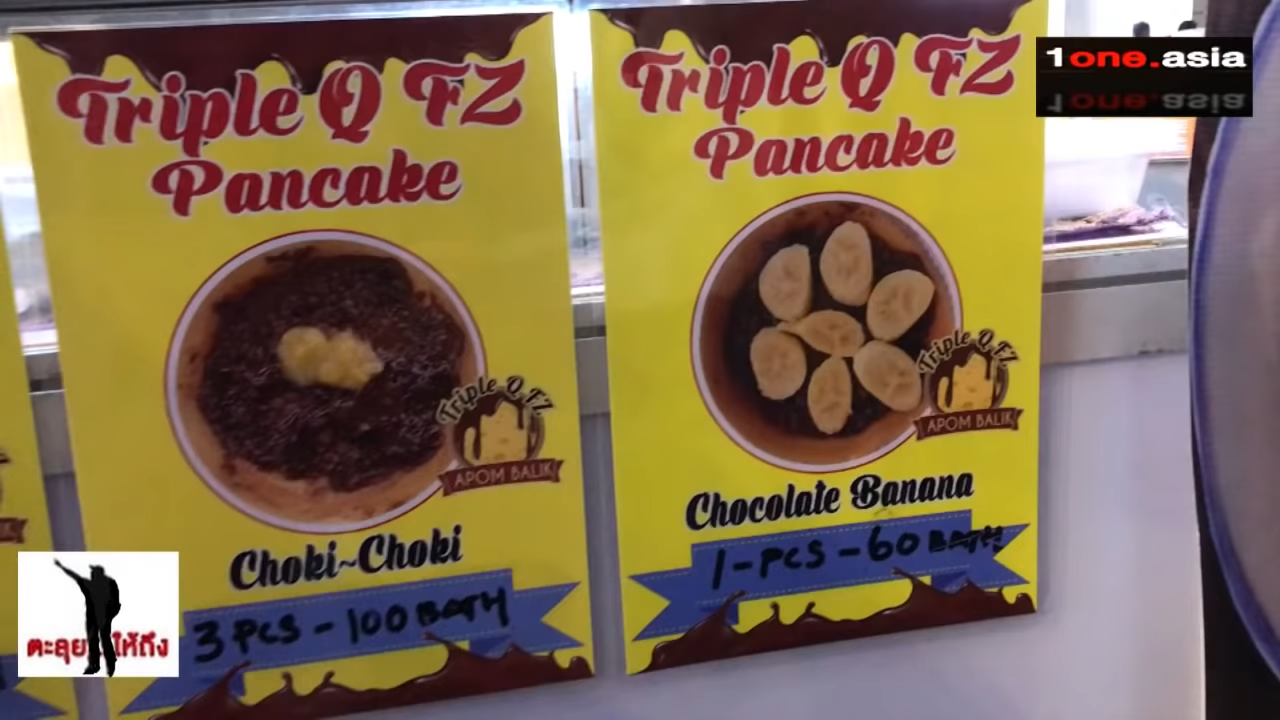 Triple Q FZ
Pancake
Triple Q FZ
APOM BALIK
Choki~Choki
3 PCS - 100 BATH
Triple Q FZ
Pancake
Triple Q FZ
APOM BALIK
Chocolate Banana
1-PCS - 60 BATH
1one.asia
ตะลุยให้ถึง